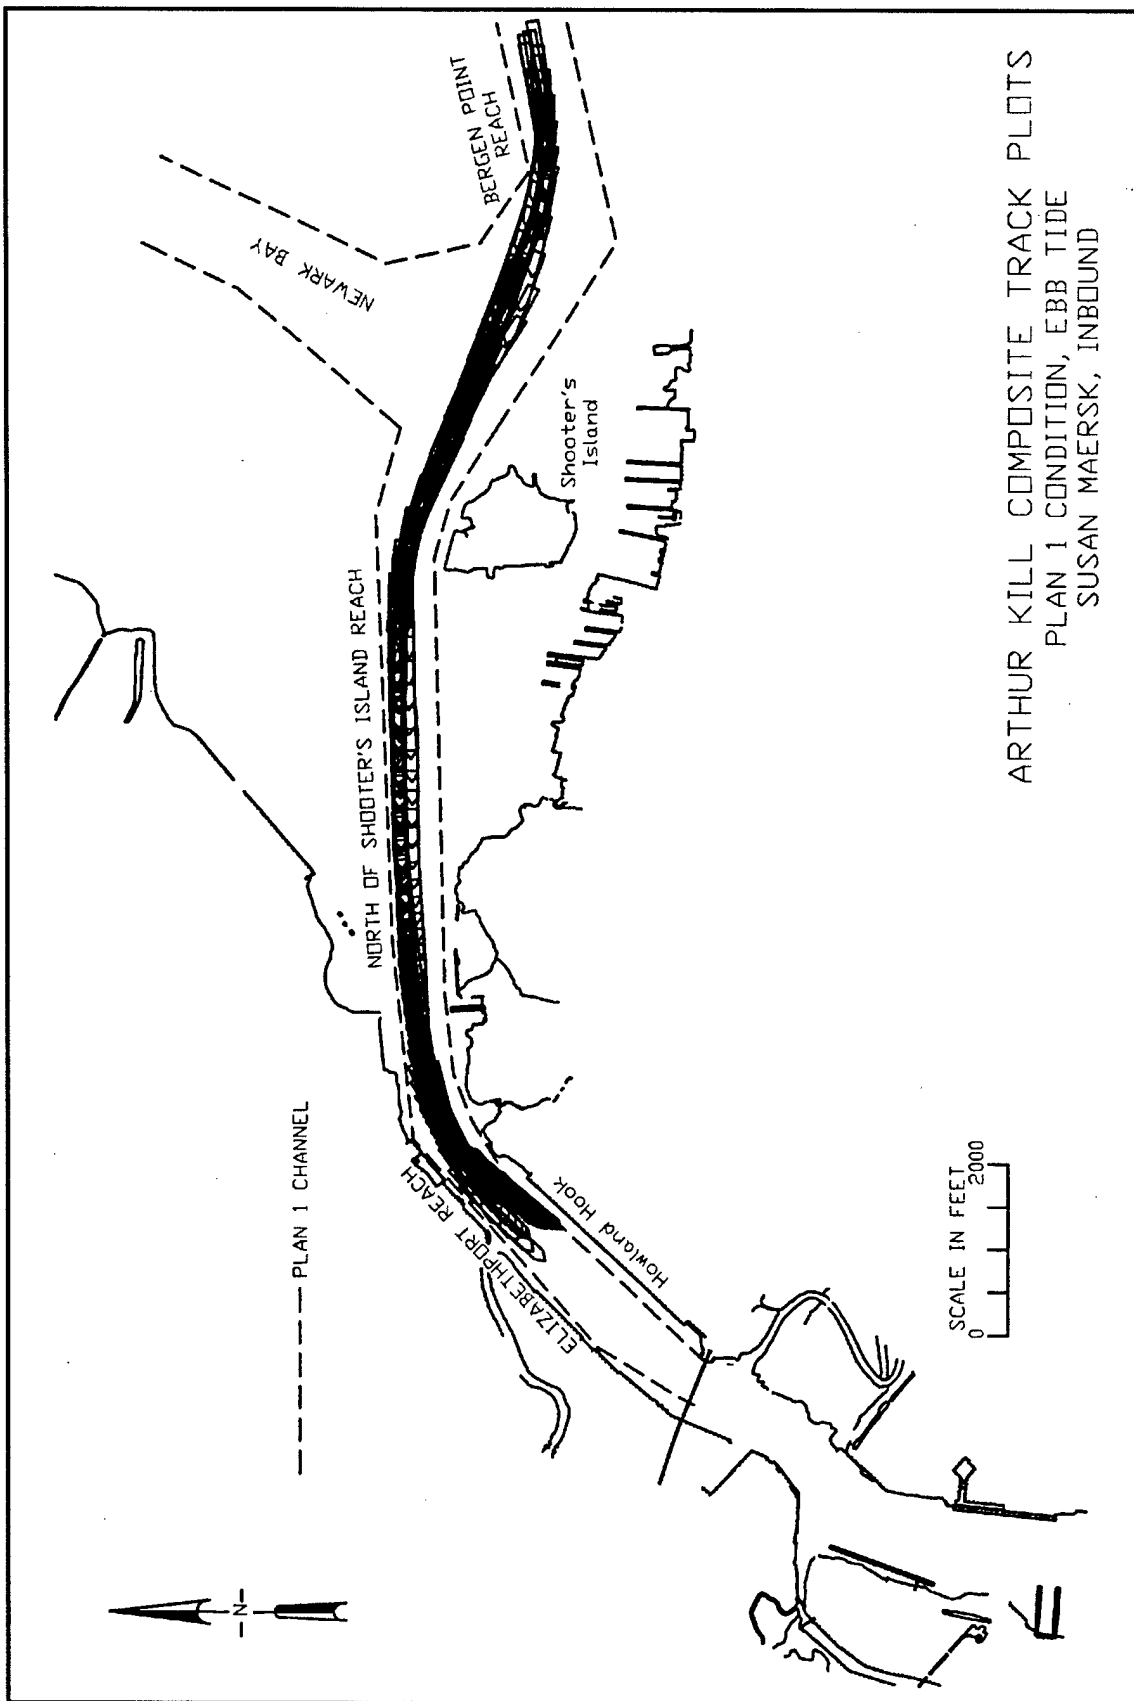 BERGEN POINT
REACH
NEWARK BAY
Shooter's
Island
NORTH OF SHOOTER'S ISLAND REACH
PLAN 1 CHANNEL
ELIZABETHPORT REACH
Howland Hook
SCALE IN FEET
0 2000
N
ARTHUR KILL COMPOSITE TRACK PLOTS
PLAN 1 CONDITION, EBB TIDE
SUSAN MAERSK, INBOUND